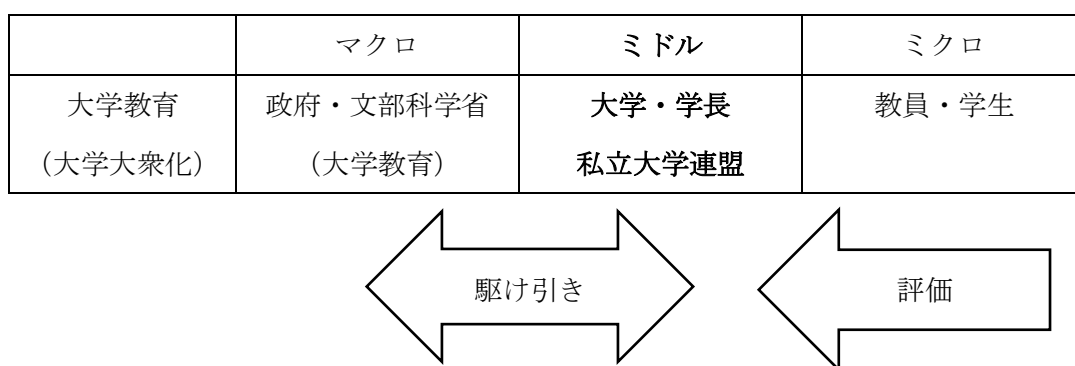 マクロ ミドル ミクロ
大学教育 政府・文部科学省 大学・学長 教員・学生
（大学大衆化） （大学教育） 私立大学連盟
駆け引き 評価